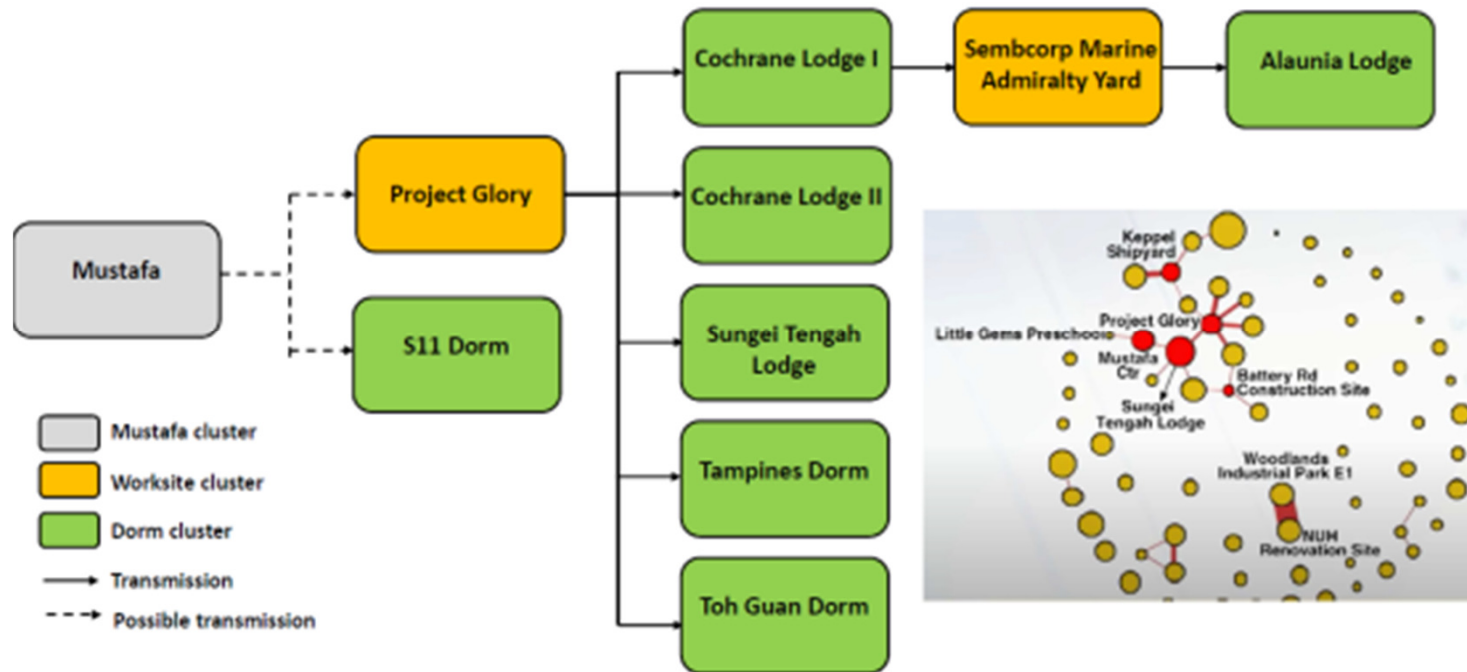 Mustafa
Project Glory
S11 Dorm
Cochrane Lodge I
Sembcorp Marine
Admiralty Yard
Alaunia Lodge
Cochrane Lodge II
Sungei Tengah
Lodge
Tampines Dorm
Toh Guan Dorm
Mustafa cluster
Worksite cluster
Dorm cluster
Transmission
Possible transmission
Keppel
Shipyard
Project Glory
Little Gems Preschool
Mustafa
Ctr
Battery Rd
Construction Site
Sungei
Tengah Lodge
Woodlands
Industrial Park E1
NUH
Renovation Site